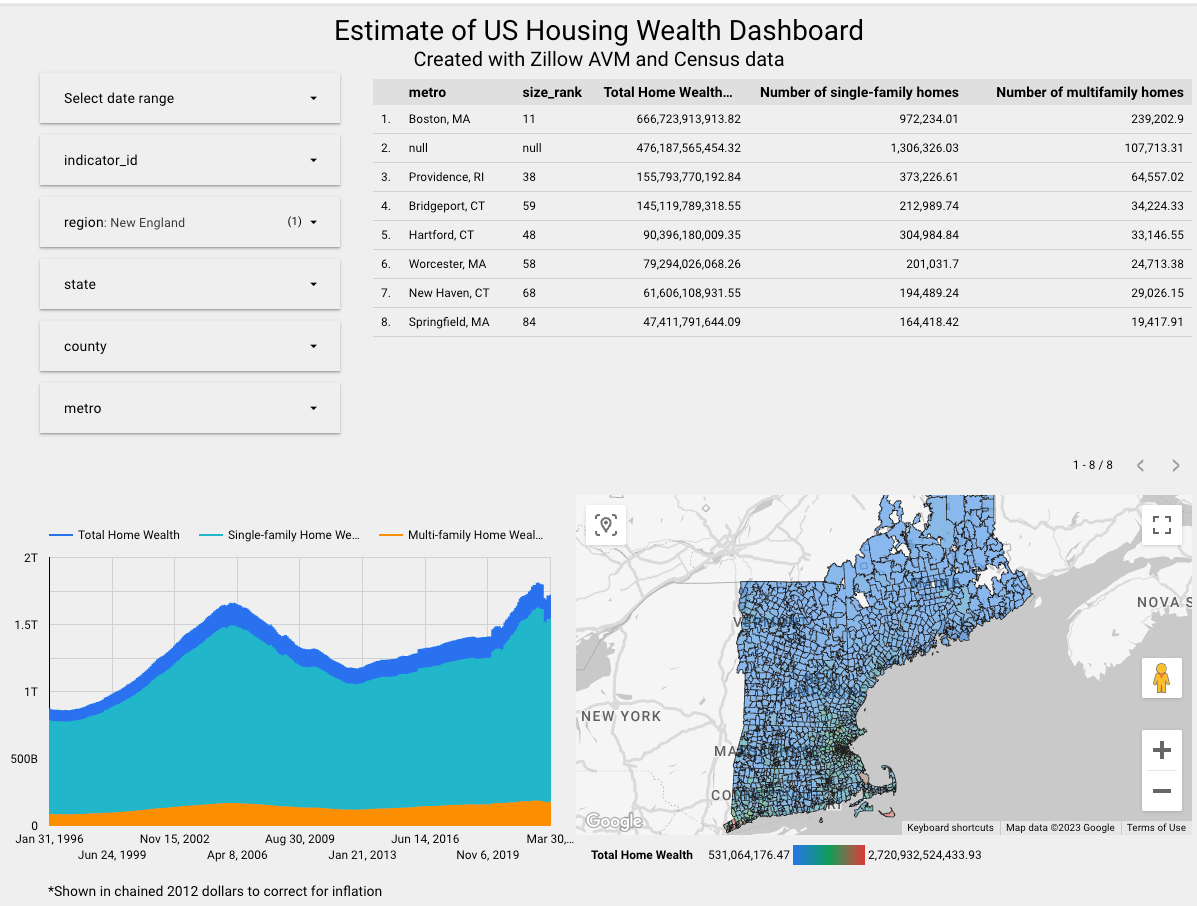 Estimate of US Housing Wealth Dashboard
Created with Zillow AVM and Census data
Select date range
indicator_id
region: New England (1)
state
county
metro
metro size_rank Total Home Wealth... Number of single-family homes Number of multifamily homes
1. Boston, MA 11 666,723,913,913.82 972,234.01 239,202.9
2. null null 476,187,565,454.32 1,306,326.03 107,713.31
3. Providence, RI 38 155,793,770,192.84 373,226.61 64,557.02
4. Bridgeport, CT 59 145,119,789,318.55 212,989.74 34,224.33
5. Hartford, CT 48 90,396,180,009.35 304,984.84 33,146.55
6. Worcester, MA 58 79,294,026,068.26 201,031.7 24,713.38
7. New Haven, CT 68 61,606,108,931.55 194,489.24 29,026.15
8. Springfield, MA 84 47,411,791,644.09 164,418.42 19,417.91
1 - 8 / 8
Total Home Wealth Single-family Home We... Multi-family Home Weal...
2T
1.5T
1T
500B
0
Jan 31, 1996 Nov 15, 2002 Aug 30, 2009 Jun 14, 2016 Mar 30,...
Jun 24, 1999 Apr 8, 2006 Jan 21, 2013 Nov 6, 2019
*Shown in chained 2012 dollars to correct for inflation
NOVA S
NEW YORK
MA
CO
RI
Google
Keyboard shortcuts Map data ©2023 Google Terms of Use
Total Home Wealth 531,064,176.47 2,720,932,524,433.93